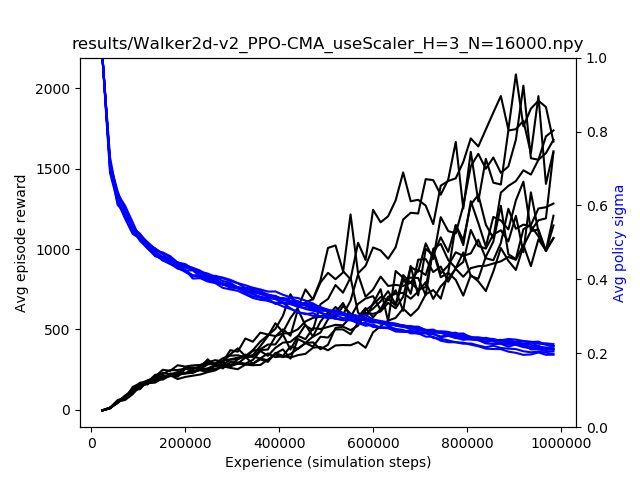 results/Walker2d-v2_PPO-CMA_useScaler_H=3_N=16000.npy
2000
1500
1000
500
0
Avg episode reward
1.0
0.8
0.6
0.4
0.2
0.0
Avg policy sigma
0 200000 400000 600000 800000 1000000
Experience (simulation steps)